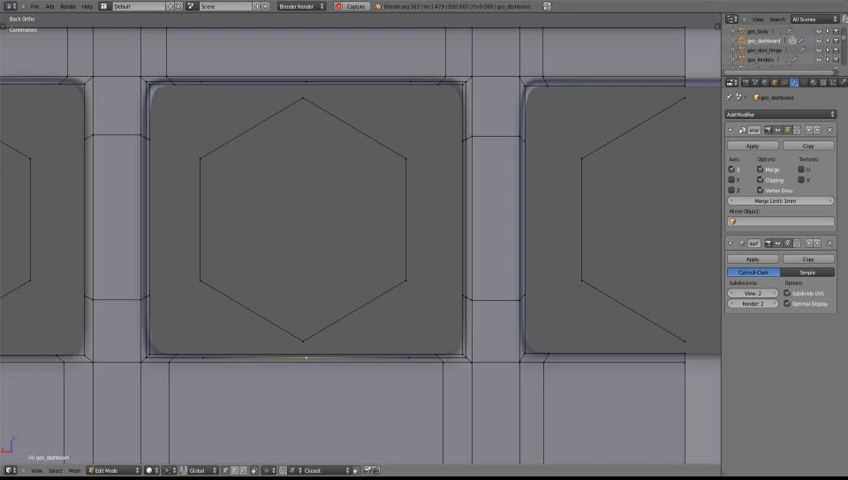 File Add Render Help Default Scene Blender Render Capture
Back Ortho
Centimeters
View Search All Scenes
geo_body
geo_dashboard
geo_door_hinge
geo_fenders
geo_dashboard
Add Modifier
Apply Copy
Axis: Options: Textures:
X Merge U
Y Clipping V
Z Vertex Grou
Merge Limit: 1mm
Mirror Object:
Apply Copy
Catmull-Clark Simple
Subdivisions: Options:
View: 2 Subdivide UVs
Render: 2 Optimal Display
(4) geo_dashboard
View Select Add Mesh Edit Mode Global Closest